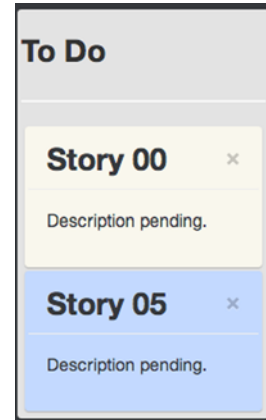 To Do
Story 00 ×
Description pending.
Story 05 ×
Description pending.